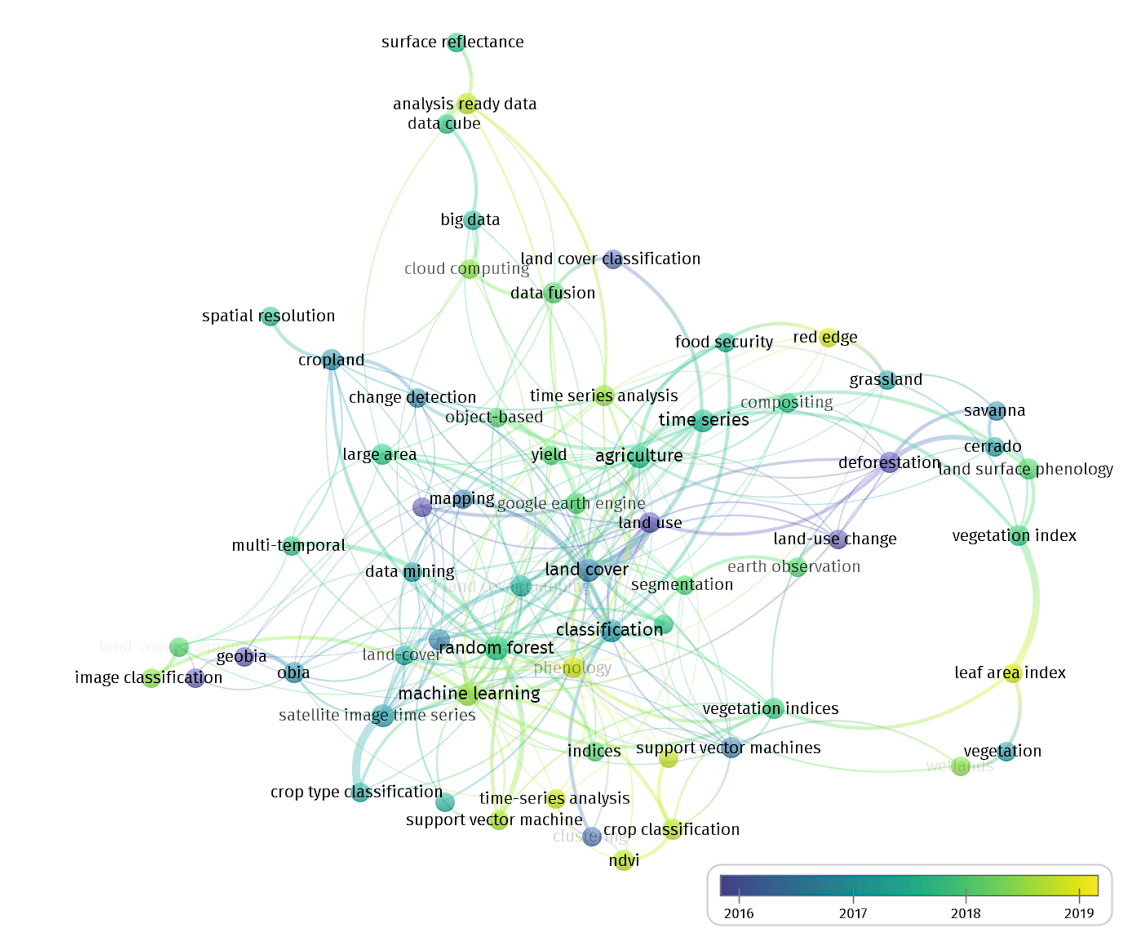 surface reflectance
analysis ready data
data cube
big data
land cover classification
cloud computing
data fusion
spatial resolution
food security
red edge
cropland
grassland
change detection
time series analysis
compositing
object-based
time series
savanna
large area
yield
agriculture
cerrado
deforestation
land surface phenology
mapping
google earth engine
land use
land-use change
vegetation index
multi-temporal
data mining
land cover
earth observation
segmentation
classification
land-cover
random forest
geobia
phenology
obia
image classification
leaf area index
machine learning
satellite image time series
vegetation indices
indices
support vector machines
vegetation
wetlands
crop type classification
time-series analysis
support vector machine
clustering
crop classification
ndvi
2016
2017
2018
2019